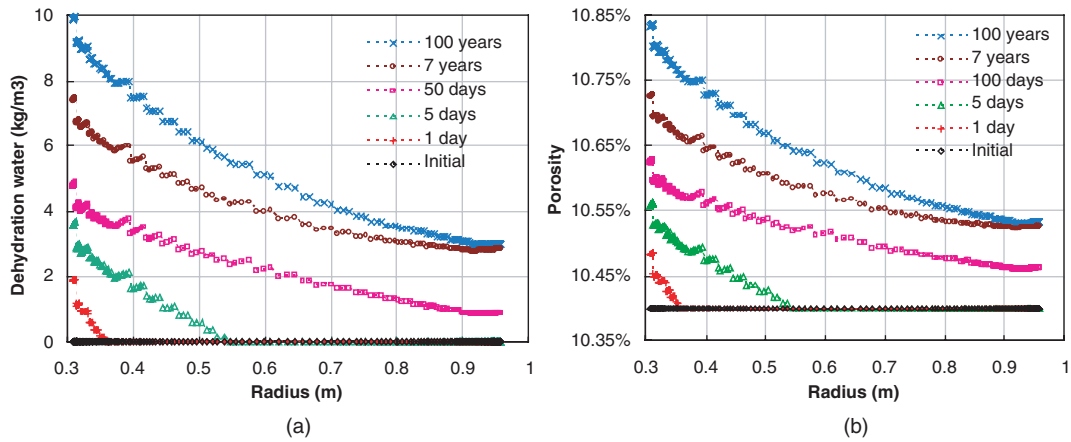 10
8
6
4
2
0
0.3
0.4
0.5
0.6
0.7
0.8
0.9
1
Dehydration water (kg/m3)
Radius (m)
100 years
7 years
50 days
5 days
1 day
Initial
(a)
10.85%
10.75%
10.65%
10.55%
10.45%
10.35%
0.3
0.4
0.5
0.6
0.7
0.8
0.9
1
Porosity
Radius (m)
100 years
7 years
100 days
5 days
1 day
Initial
(b)